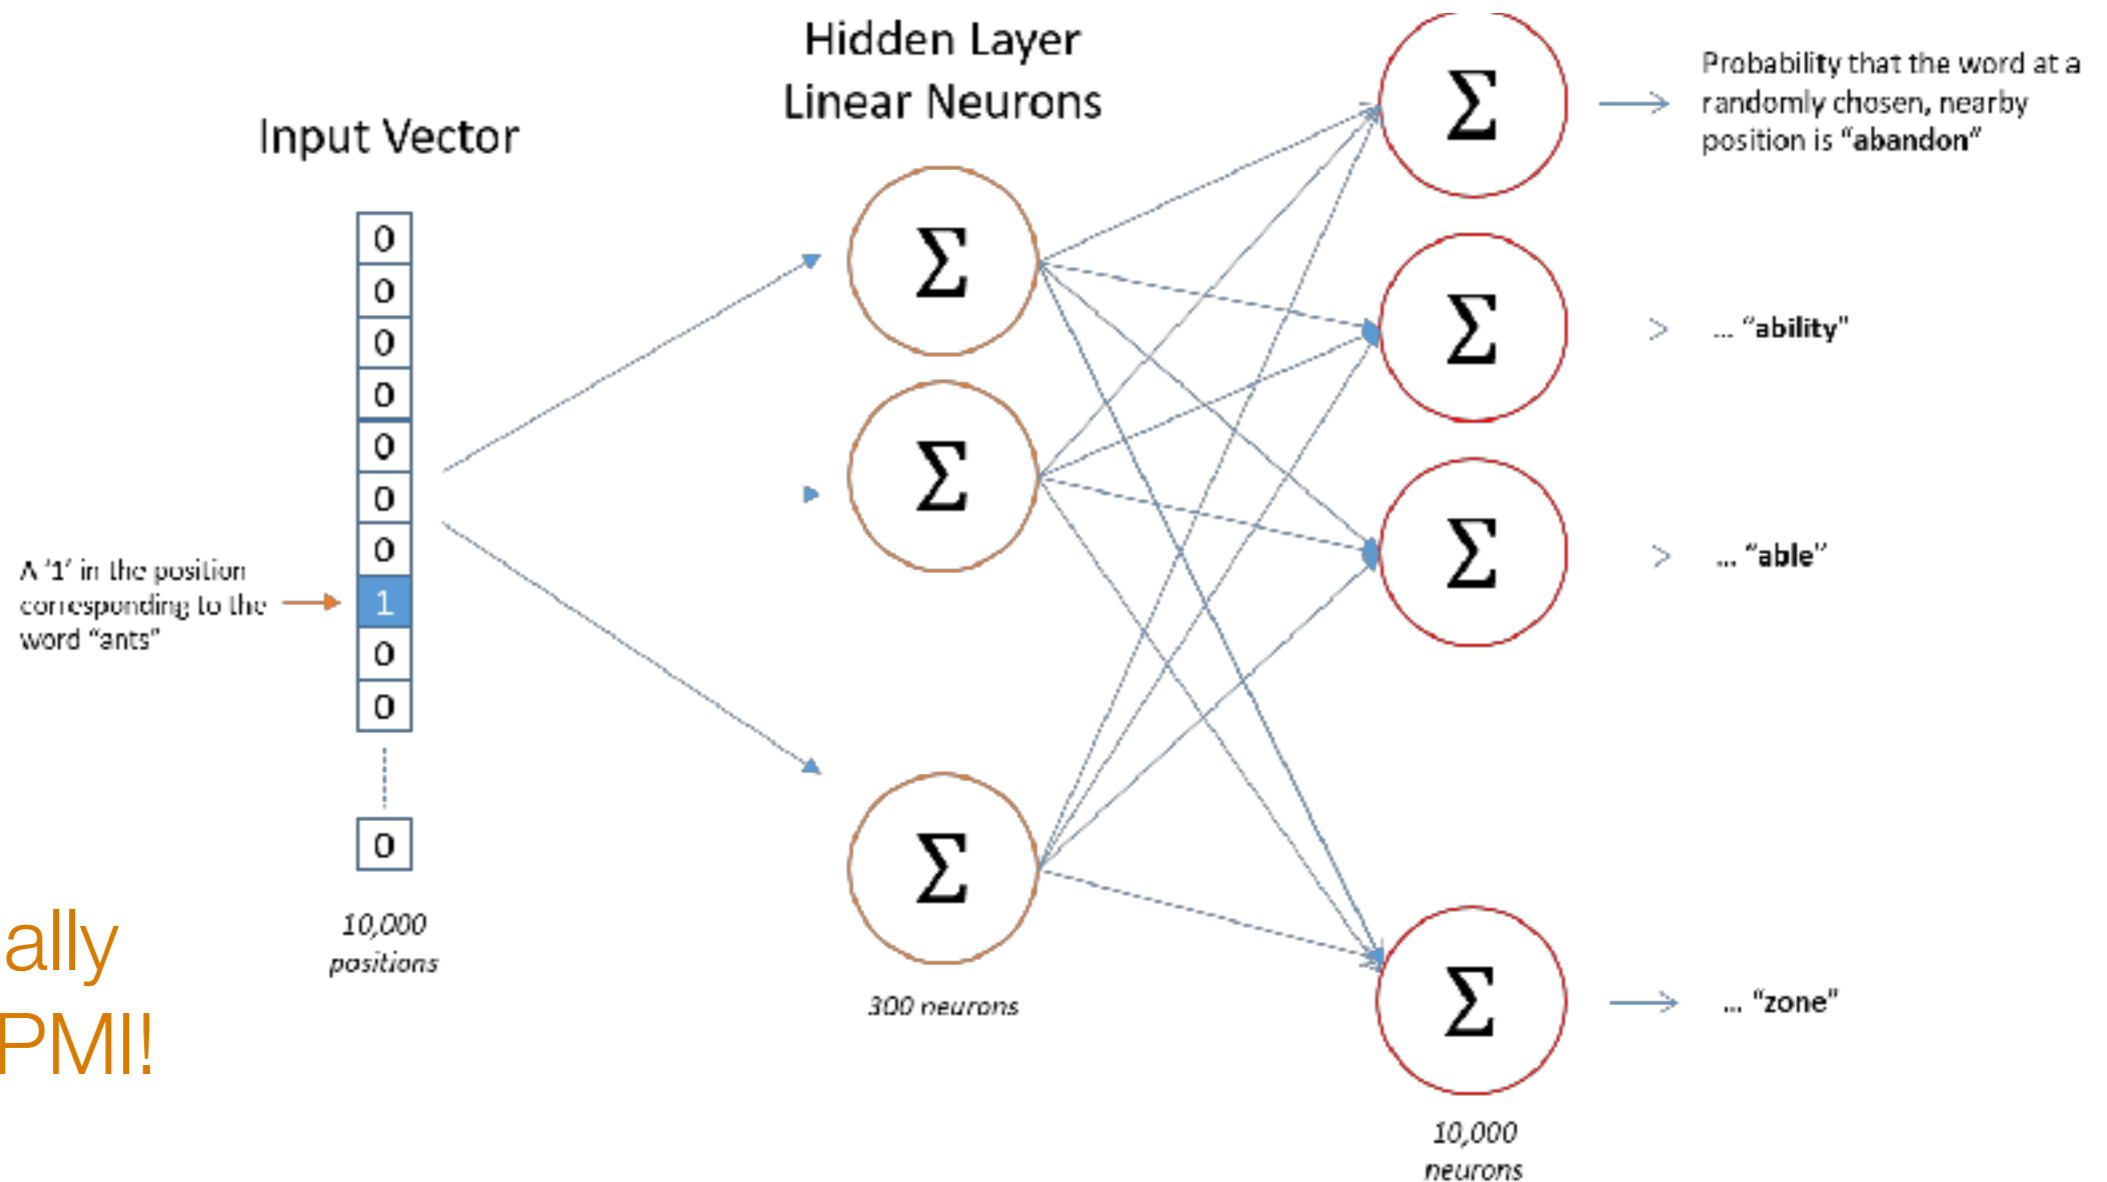 Hidden Layer
Linear Neurons
Input Vector
Probability that the word at a
randomly chosen, nearby
position is “abandon”
0
0
0
0
0
0
0
1
0
0
0
A ‘1’ in the position
corresponding to the
word “ants”
10,000
positions
Σ
Σ
Σ
300 neurons
Σ
Σ
Σ
Σ
... “ability”
... “able”
... “zone”
10,000
neurons
ally
PMI!